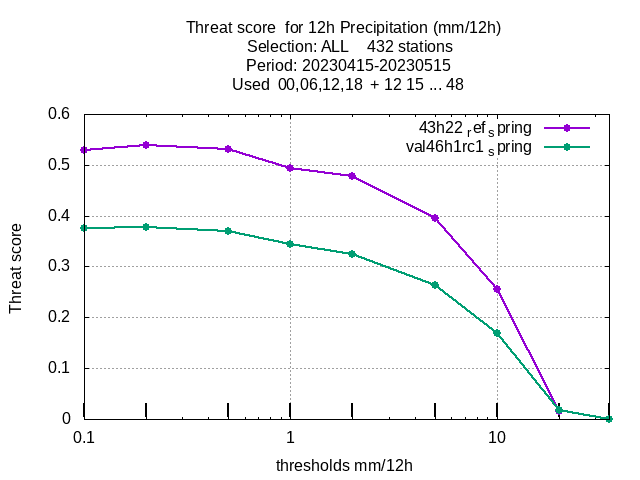 Threat score  for 12h Precipitation (mm/12h)
Selection: ALL    432 stations
Period: 20230415-20230515
Used  00,06,12,18  + 12 15 ... 48
43h22 ref spring
val46h1rc1 spring
Threat score
0.6
0.5
0.4
0.3
0.2
0.1
0
0.1 1 10
thresholds mm/12h